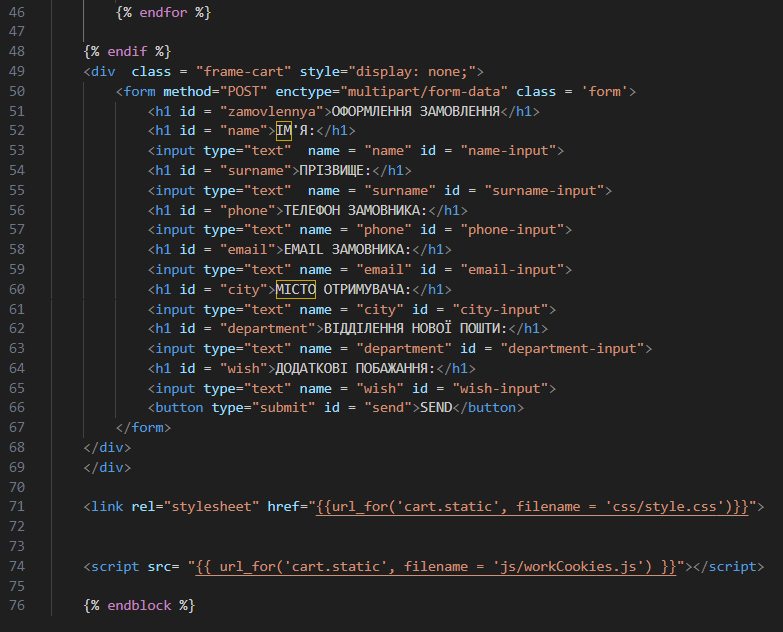 46 {% endfor %}
47
48 {% endif %}
49 <div  class = "frame-cart" style="display: none;">
50 <form method="POST" enctype="multipart/form-data" class = 'form'>
51 <h1 id = "zamovlennya">ОФОРМЛЕННЯ ЗАМОВЛЕННЯ</h1>
52 <h1 id = "name">ІМ'Я:</h1>
53 <input type="text"  name = "name" id = "name-input">
54 <h1 id = "surname">ПРІЗВИЩЕ:</h1>
55 <input type="text"  name = "surname" id = "surname-input">
56 <h1 id = "phone">ТЕЛЕФОН ЗАМОВНИКА:</h1>
57 <input type="text" name = "phone" id = "phone-input">
58 <h1 id = "email">EMAIL ЗАМОВНИКА:</h1>
59 <input type="text" name = "email" id = "email-input">
60 <h1 id = "city">МІСТО ОТРИМУВАЧА:</h1>
61 <input type="text" name = "city" id = "city-input">
62 <h1 id = "department">ВІДДІЛЕННЯ НОВОЇ ПОШТИ:</h1>
63 <input type="text" name = "department" id = "department-input">
64 <h1 id = "wish">ДОДАТКОВІ ПОБАЖАННЯ:</h1>
65 <input type="text" name = "wish" id = "wish-input">
66 <button type="submit" id = "send">SEND</button>
67 </form>
68 </div>
69 </div>
70
71 <link rel="stylesheet" href="{{url_for('cart.static', filename = 'css/style.css')}}">
72
73
74 <script src= "{{ url_for('cart.static', filename = 'js/workCookies.js') }}"></script>
75
76 {% endblock %}